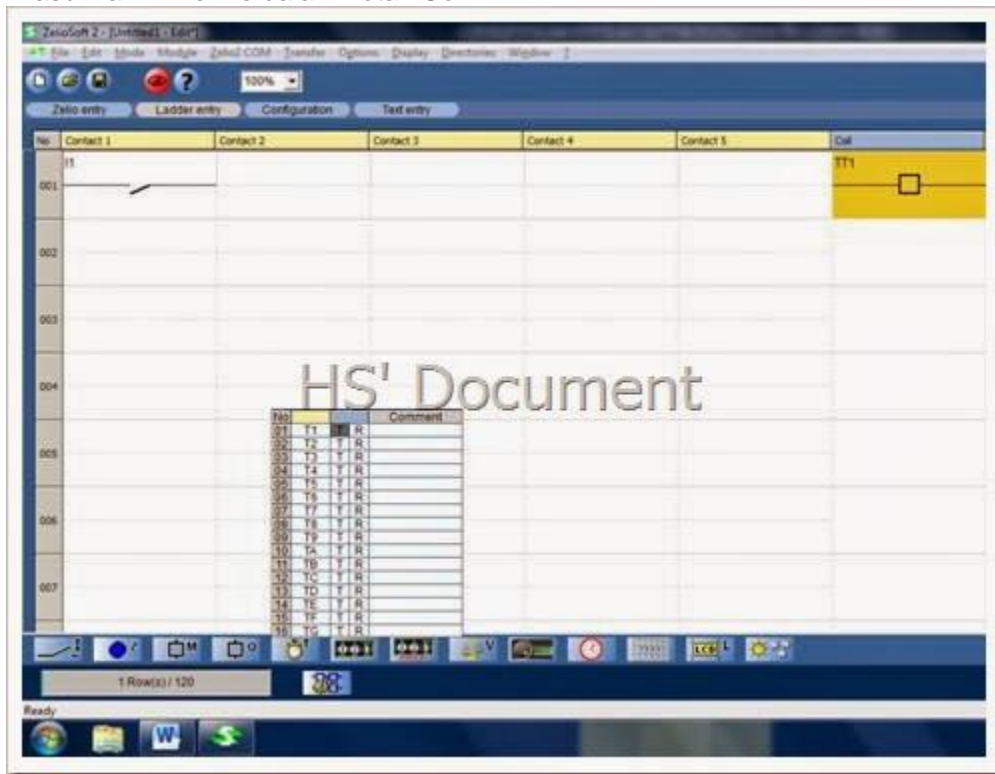 ZelioSoft 2 - [Untitled1 - Edit*]
File Edit Mode Module Zelio2 COM Transfer Options Display Directories Window ?
100%
Zelio entry Ladder entry Configuration Text entry
No Contact 1 Contact 2 Contact 3 Contact 4 Contact 5 Coil
I1 TT1
001
002
003
004
HS' Document
No Comment
01 T1 T R
02 T2 T R
03 T3 T R
04 T4 T R
05 T5 T R
06 T6 T R
07 T7 T R
08 T8 T R
09 T9 T R
10 TA T R
11 TB T R
12 TC T R
13 TD T R
14 TE T R
15 TF T R
16 TG T R
005
006
007
M O T V LCD L
1 Row(s) / 120
Ready
W